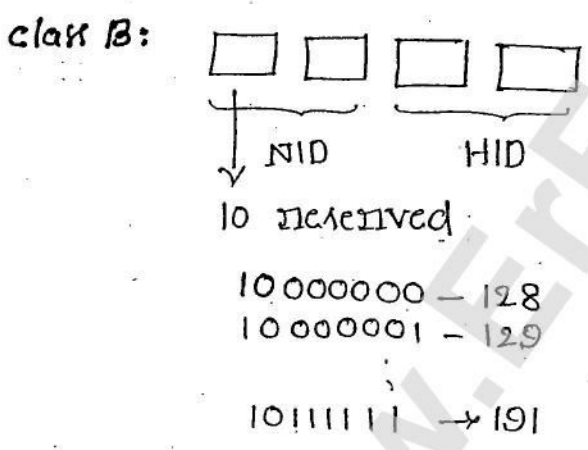 class B:
NID HID
10 reserved
10000000 - 128
10000001 - 129
10111111 → 191